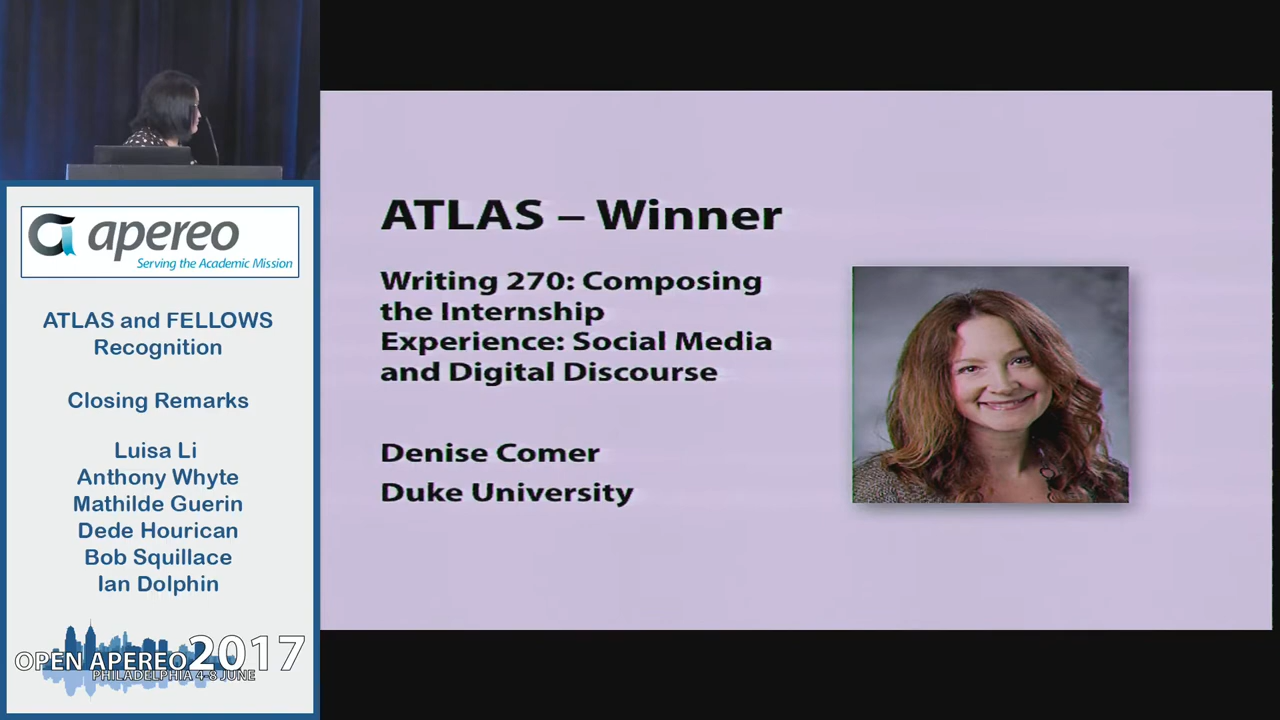 apereo
Serving the Academic Mission
ATLAS and FELLOWS
Recognition
Closing Remarks
Luisa Li
Anthony Whyte
Mathilde Guerin
Dede Hourican
Bob Squillace
Ian Dolphin
OPEN APEREO 2017
PHILADELPHIA 4-8 JUNE
ATLAS – Winner
Writing 270: Composing
the Internship
Experience: Social Media
and Digital Discourse
Denise Comer
Duke University